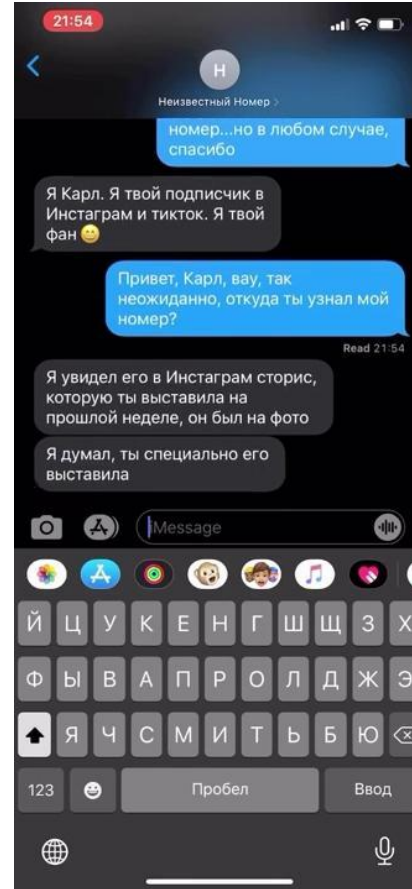 21:54
Н
Неизвестный Номер
номер...но в любом случае,
спасибо
Я Карл. Я твой подписчик в
Инстаграм и тикток. Я твой
фан 😄
Привет, Карл, вау, так
неожиданно, откуда ты узнал мой
номер?
Read 21:54
Я увидел его в Инстаграм сторис,
которую ты выставила на
прошлой неделе, он был на фото
Я думал, ты специально его
выставила
iMessage
Й Ц У К Е Н Г Ш Щ З Х
Ф Ы В А П Р О Л Д Ж Э
Я Ч С М И Т Ь Б Ю
123 Пробел Ввод